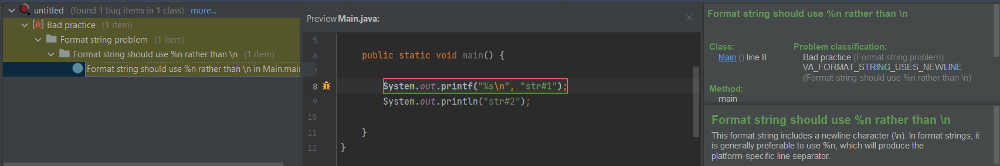 untitled (found 1 bug items in 1 class) more...
Bad practice (1 item)
Format string problem (1 item)
Format string should use %n rather than \n (1 item)
Format string should use %n rather than \n in Main.mai
Preview Main.java:
5
6 public static void main() {
7
8 System.out.printf("%s\n", "str#1");
9 System.out.println("str#2");
10
11 }
12 }
Format string should use %n rather than \n
Class:
Main () line 8
Problem classification:
Bad practice (Format string problem)
VA_FORMAT_STRING_USES_NEWLINE
(Format string should use %n rather than \n)
Method:
main
Format string should use %n rather than \n
This format string includes a newline character (\n). In format strings, it
is generally preferable to use %n, which will produce the
platform-specific line separator.